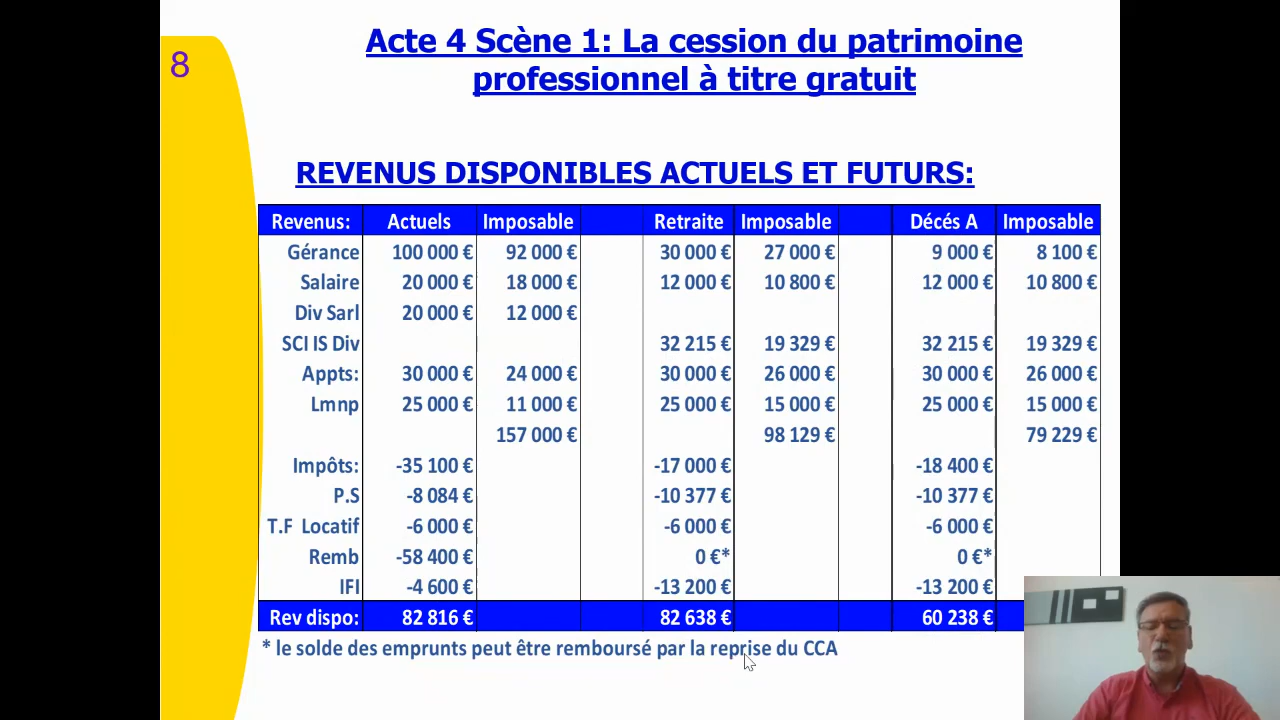 8
Acte 4 Scène 1: La cession du patrimoine
professionnel à titre gratuit
REVENUS DISPONIBLES ACTUELS ET FUTURS:
Revenus: Actuels Imposable Retraite Imposable Décés A Imposable
Gérance 100 000 € 92 000 € 30 000 € 27 000 € 9 000 € 8 100 €
Salaire 20 000 € 18 000 € 12 000 € 10 800 € 12 000 € 10 800 €
Div Sarl 20 000 € 12 000 €
SCI IS Div 32 215 € 19 329 € 32 215 € 19 329 €
Appts: 30 000 € 24 000 € 30 000 € 26 000 € 30 000 € 26 000 €
Lmnp 25 000 € 11 000 € 25 000 € 15 000 € 25 000 € 15 000 €
157 000 € 98 129 € 79 229 €
Impôts: -35 100 € -17 000 € -18 400 €
P.S -8 084 € -10 377 € -10 377 €
T.F Locatif -6 000 € -6 000 € -6 000 €
Remb -58 400 € 0 €* 0 €*
IFI -4 600 € -13 200 € -13 200 €
Rev dispo: 82 816 € 82 638 € 60 238 €
* le solde des emprunts peut être remboursé par la reprise du CCA